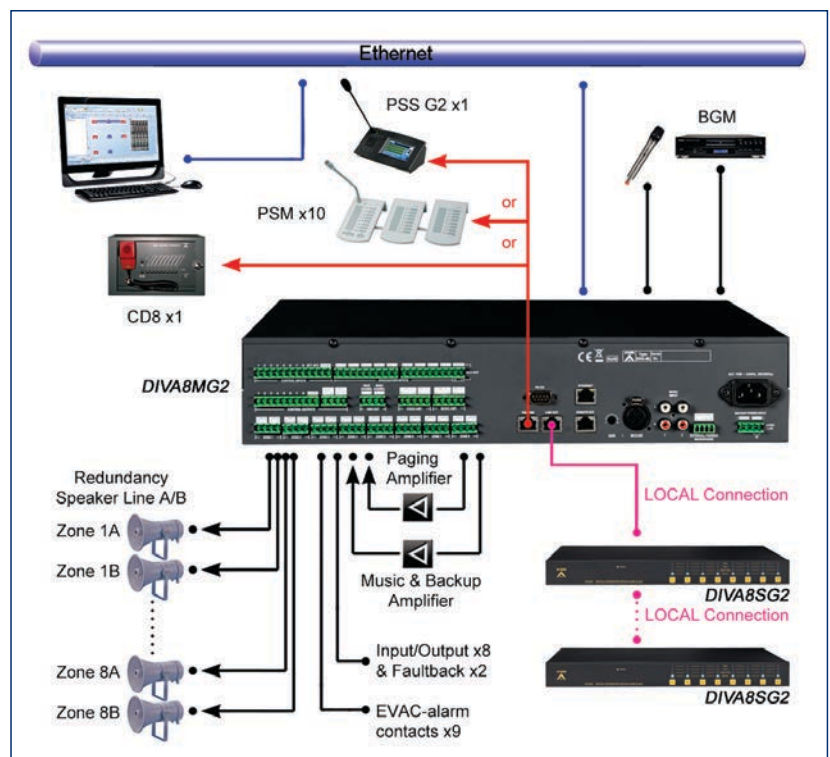 Ethernet
PSS G2 x1
BGM
or
PSM x10
or
CD8 x1
DIVA8MG2
Redundancy
Speaker Line A/B
Paging
Amplifier
LOCAL Connection
Zone 1A
Zone 1B
Music & Backup
Amplifier
DIVA8SG2
LOCAL Connection
Input/Output x8
& Faultback x2
Zone 8A
Zone 8B
EVAC-alarm
contacts x9
DIVA8SG2